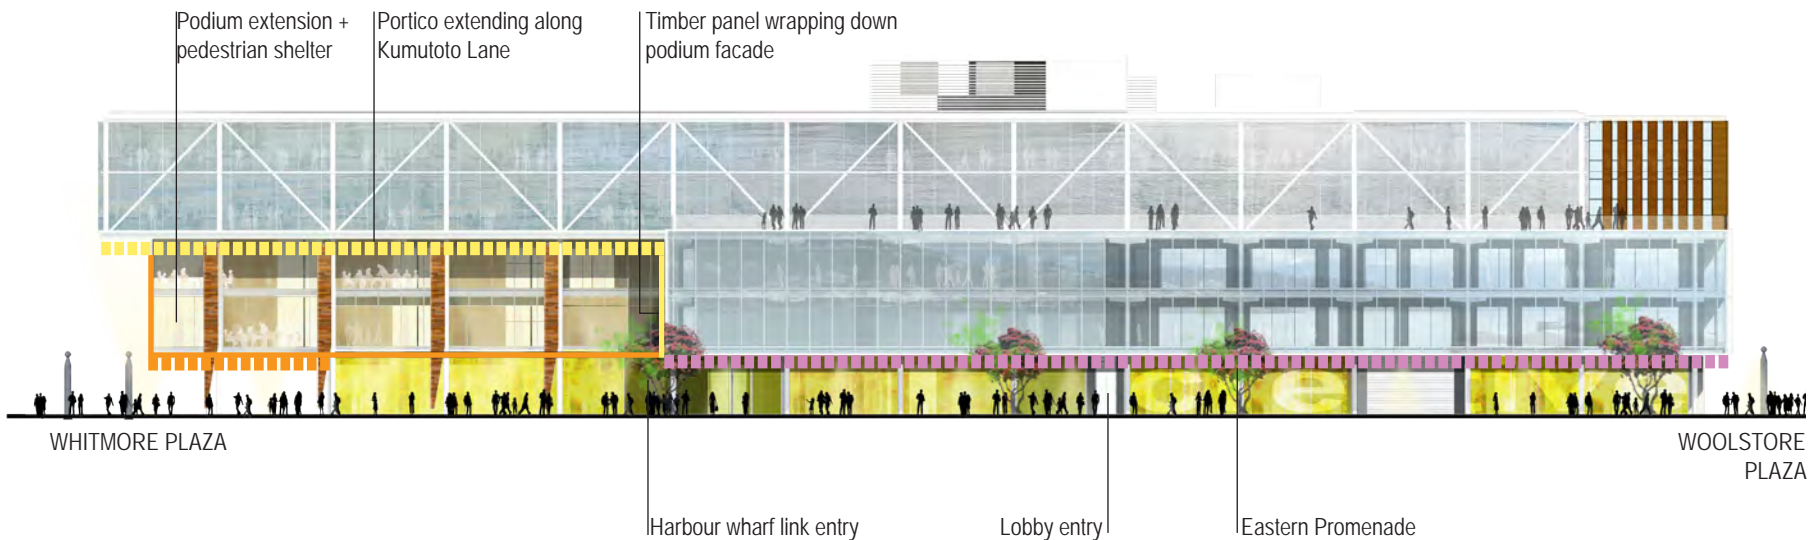 Podium extension +
pedestrian shelter
Portico extending along
Kumutoto Lane
Timber panel wrapping down
podium facade
WHITMORE PLAZA
WOOLSTORE
PLAZA
Harbour wharf link entry
Lobby entry
Eastern Promenade